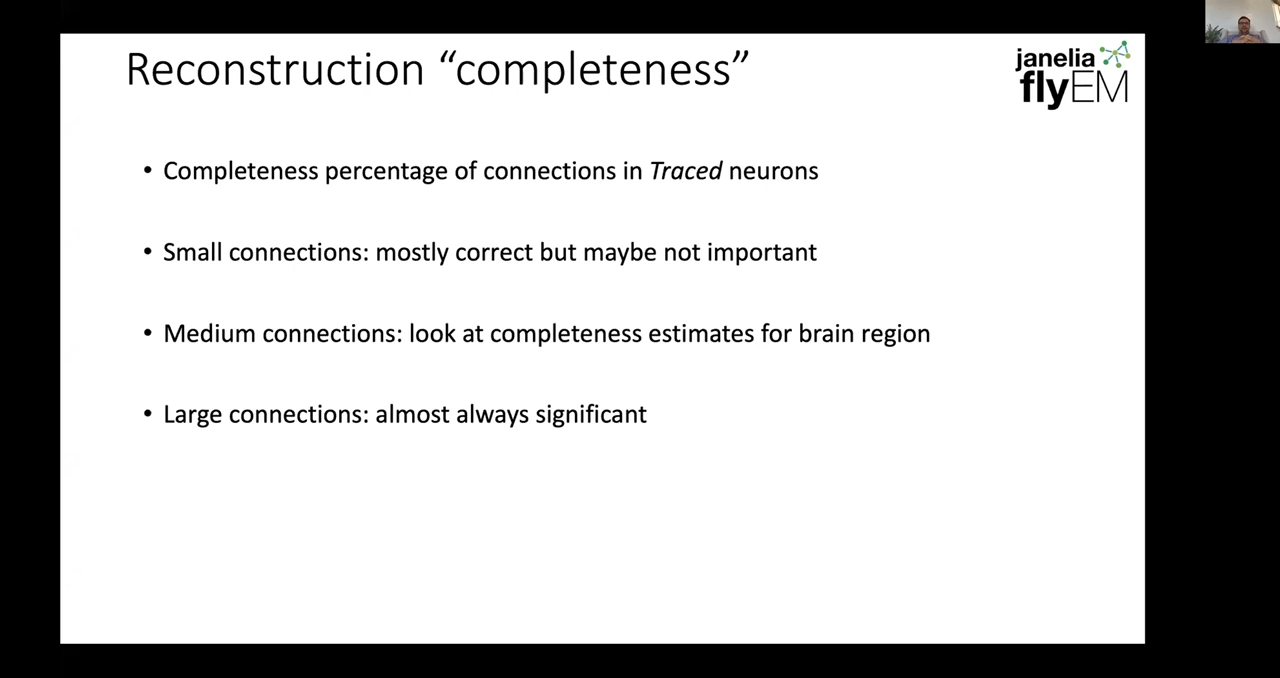 Reconstruction “completeness”
janelia
flyEM
• Completeness percentage of connections in Traced neurons
• Small connections: mostly correct but maybe not important
• Medium connections: look at completeness estimates for brain region
• Large connections: almost always significant